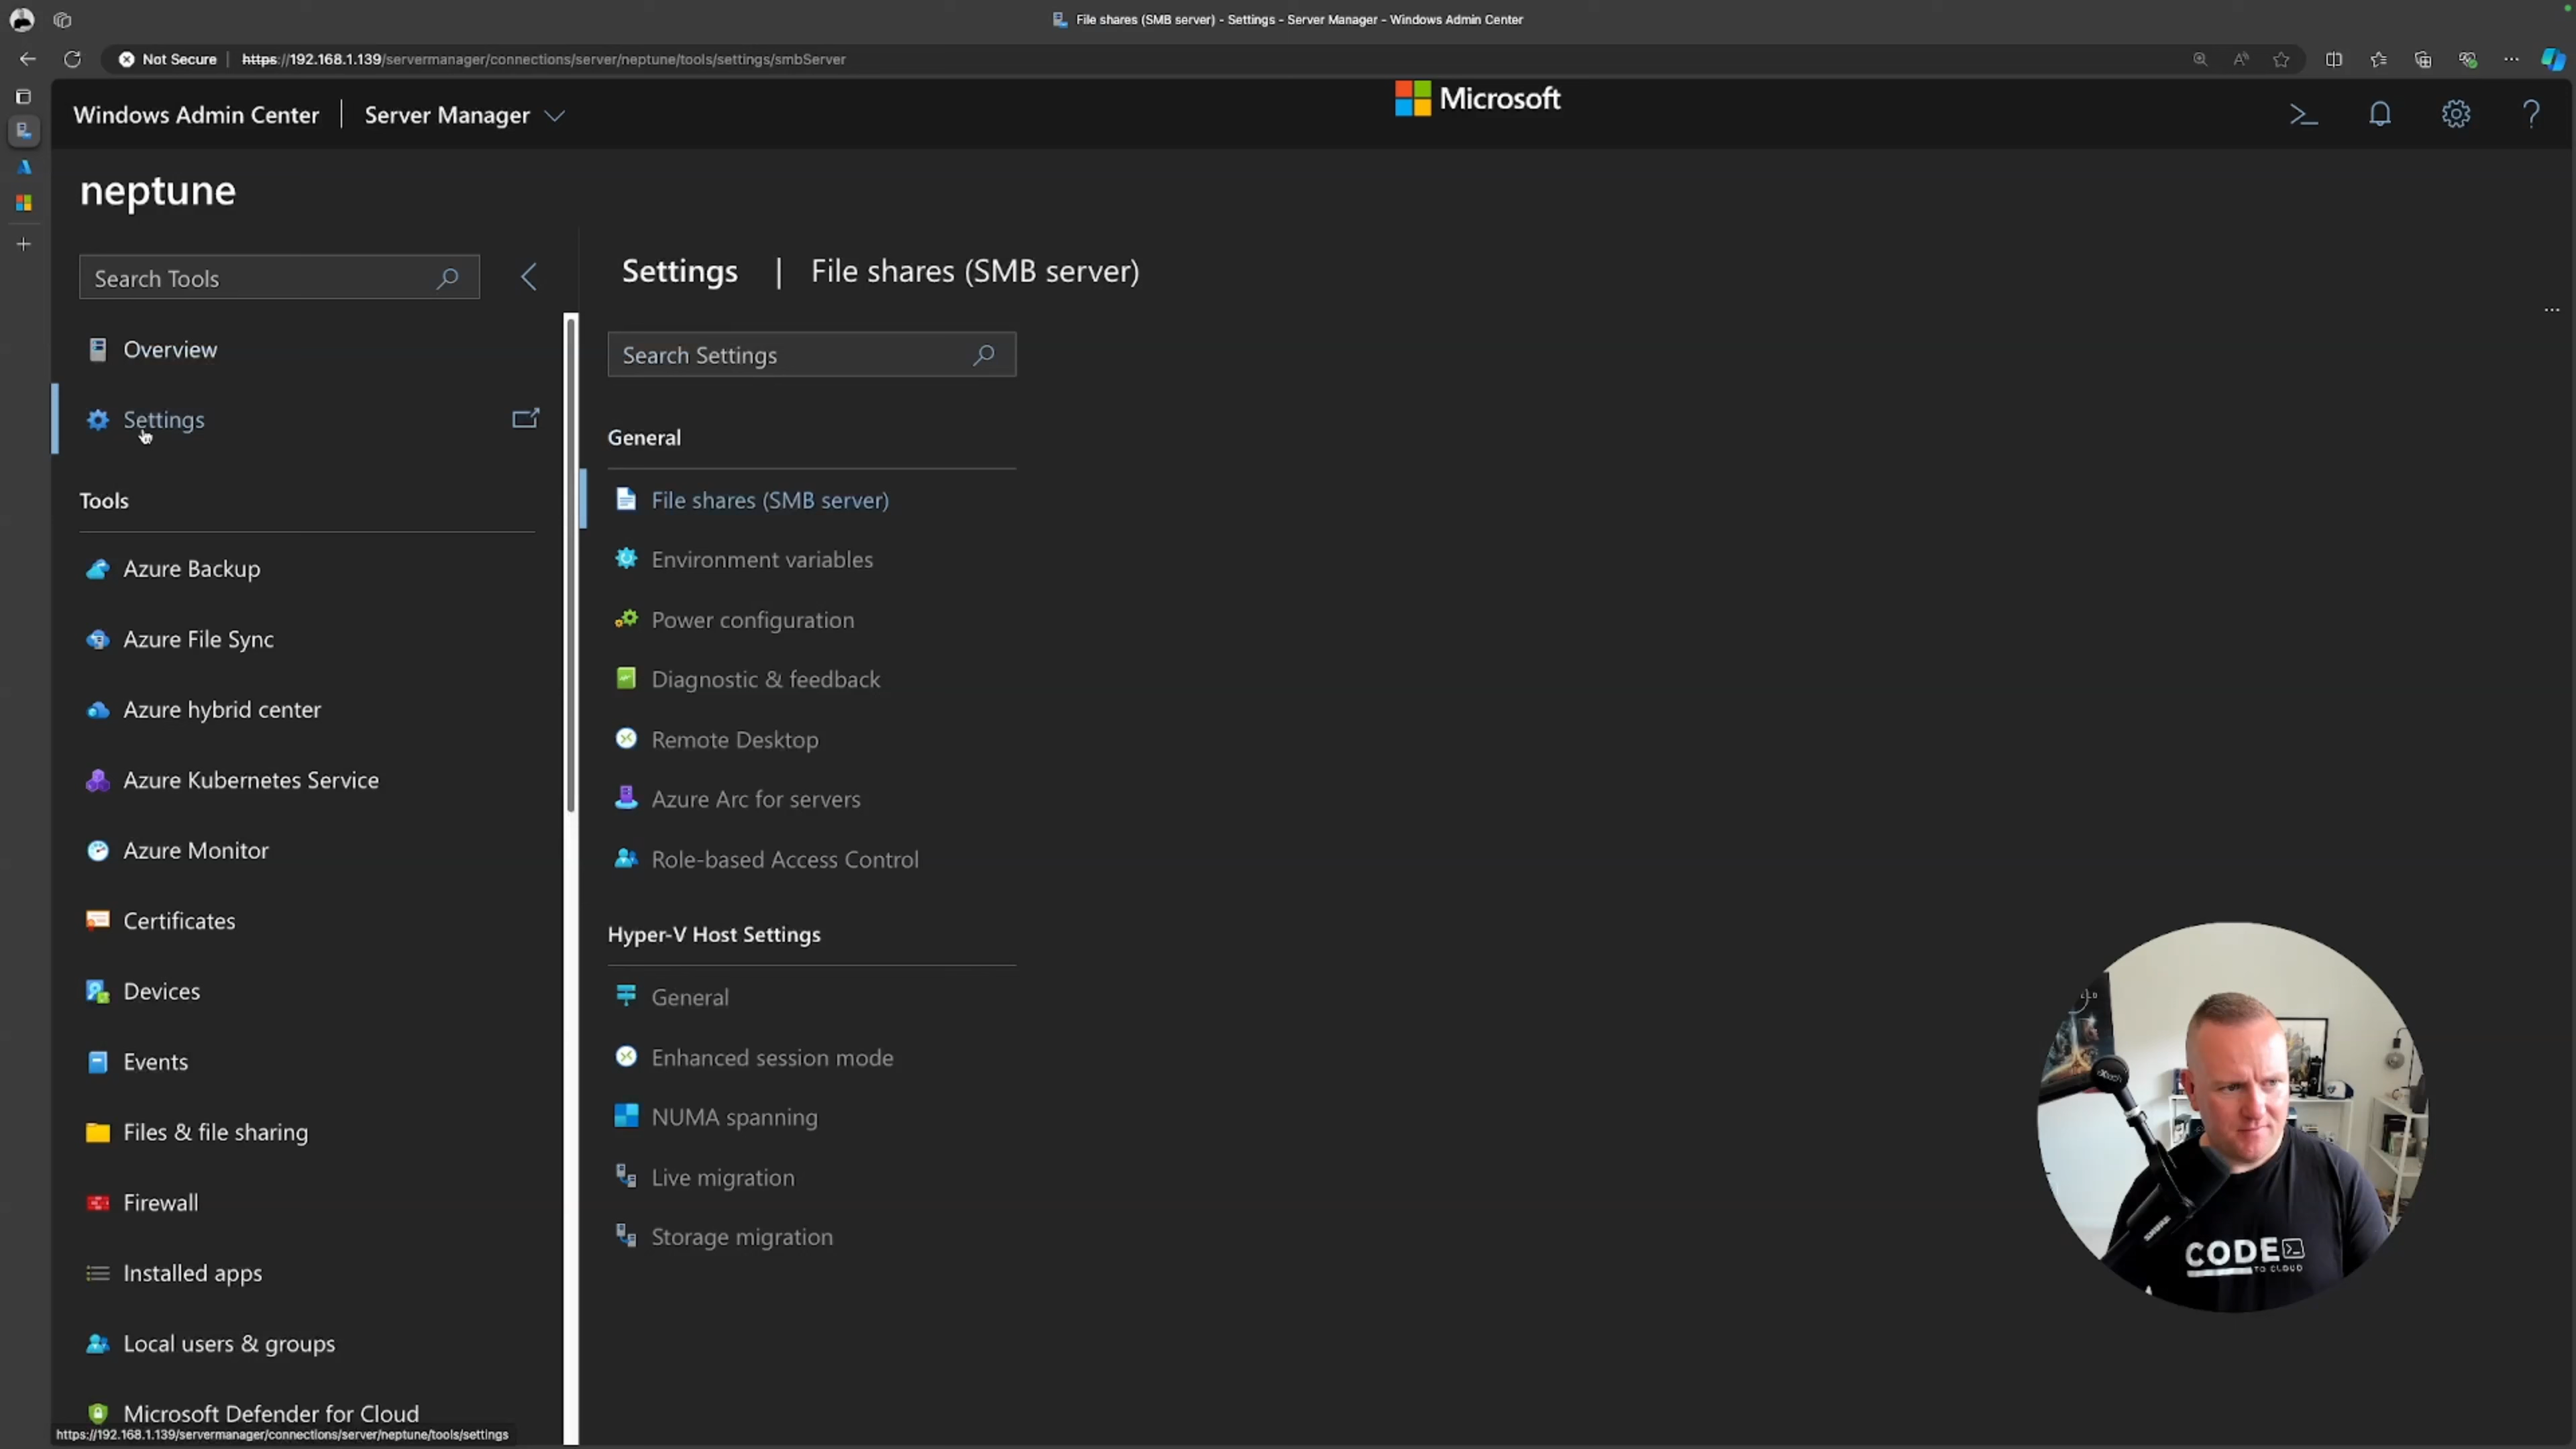 File shares (SMB server) - Settings - Server Manager - Windows Admin Center
Not Secure | https://192.168.1.139/servermanager/connections/server/neptune/tools/settings/smbServer
Windows Admin Center | Server Manager
Microsoft
neptune
Search Tools
Overview
Settings
Tools
Azure Backup
Azure File Sync
Azure hybrid center
Azure Kubernetes Service
Azure Monitor
Certificates
Devices
Events
Files & file sharing
Firewall
Installed apps
Local users & groups
Microsoft Defender for Cloud
https://192.168.1.139/servermanager/connections/server/neptune/tools/settings
Settings | File shares (SMB server)
Search Settings
General
File shares (SMB server)
Environment variables
Power configuration
Diagnostic & feedback
Remote Desktop
Azure Arc for servers
Role-based Access Control
Hyper-V Host Settings
General
Enhanced session mode
NUMA spanning
Live migration
Storage migration
CODE
TO CLOUD